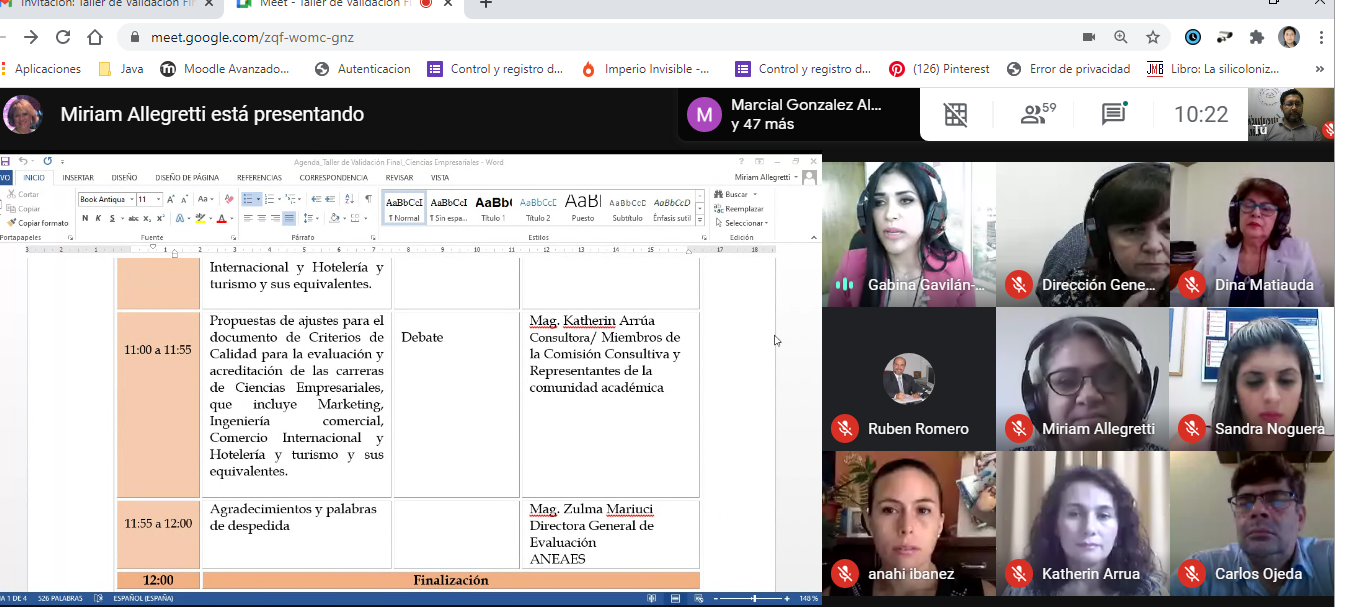 Invitación: Taller de Validación Fin
Meet - Taller de Validación Fi
meet.google.com/zqf-womc-gnz
Aplicaciones
Java
Moodle Avanzado...
Autenticacion
Control y registro d...
Imperio Invisible -...
Control y registro d...
(126) Pinterest
Error de privacidad
JMB
Libro: La silicoloniz...
»
Miriam Allegretti está presentando
M
Marcial Gonzalez Al...
y 47 más
59
10:22
Tú
Agenda_Taller de Validación Final_Ciencias Empresariales - Word
VO
INICIO
INSERTAR
DISEÑO
DISEÑO DE PÁGINA
REFERENCIAS
CORRESPONDENCIA
REVISAR
VISTA
Miriam Allegretti
Cortar
Copiar
Copiar formato
Portapapeles
Book Antiqua
11
N K S abc x₂ x²
Fuente
Párrafo
AaBbCcI
¶ Normal
AaBbCcI
¶ Sin espa...
AaBb(
Título 1
AaBbCcI
Título 2
AaBl
Puesto
AaBbCcC
Subtítulo
AaBbCcD
Énfasis sutil
Estilos
Buscar
Reemplazar
Seleccionar
Edición
Internacional y Hotelería y
turismo y sus equivalentes.
11:00 a 11:55
Propuestas de ajustes para el
documento de Criterios de
Calidad para la evaluación y
acreditación de las carreras
de Ciencias Empresariales,
que incluye Marketing,
Ingeniería comercial,
Comercio Internacional y
Hotelería y turismo y sus
equivalentes.
Debate
Mag. Katherin Arrúa
Consultora/ Miembros de
la Comisión Consultiva y
Representantes de la
comunidad académica
11:55 a 12:00
Agradecimientos y palabras
de despedida
Mag. Zulma Mariuci
Directora General de
Evaluación
ANEAES
12:00
Finalización
1 DE 4
526 PALABRAS
ESPAÑOL (ESPAÑA)
148 %
Gabina Gavilán-...
Dirección Gene...
Dina Matiauda
Ruben Romero
Miriam Allegretti
Sandra Noguera
anahi ibanez
Katherin Arrua
Carlos Ojeda